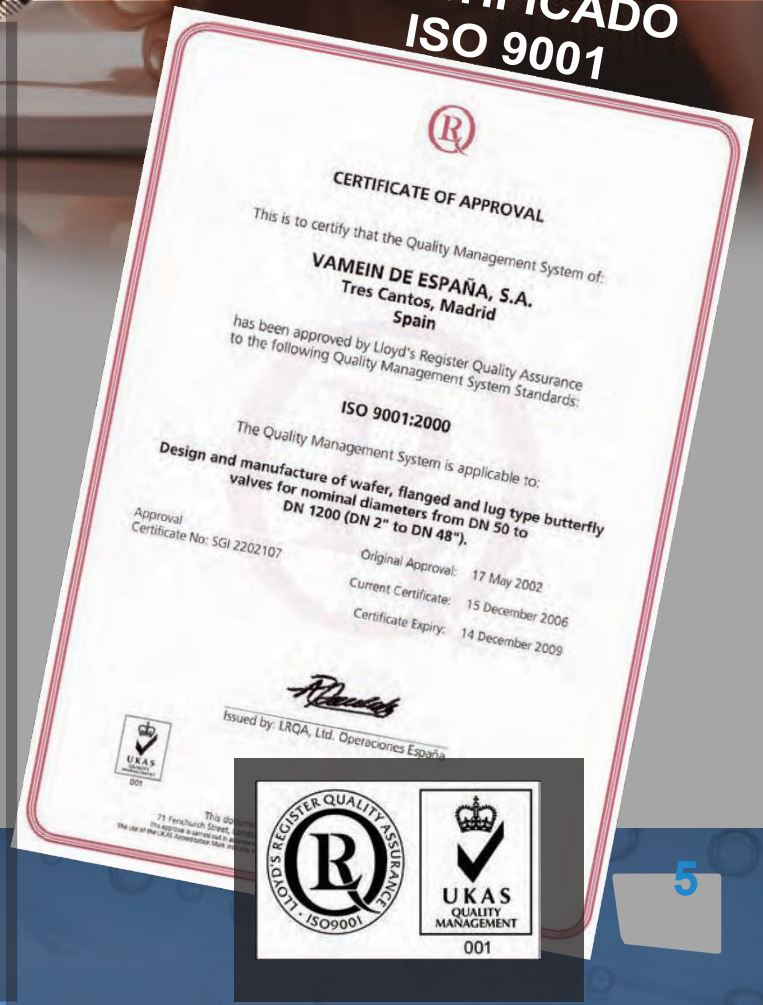 ISO 9001
R
CERTIFICATE OF APPROVAL
This is to certify that the Quality Management System of:
VAMEIN DE ESPAÑA, S.A.
Tres Cantos, Madrid
Spain
has been approved by Lloyd's Register Quality Assurance
to the following Quality Management System Standards:
ISO 9001:2000
The Quality Management System is applicable to:
Design and manufacture of wafer, flanged and lug type butterfly
valves for nominal diameters from DN 50 to
DN 1200 (DN 2" to DN 48").
Approval
Certificate No: SGI 2202107
Original Approval: 17 May 2002
Current Certificate: 15 December 2006
Certificate Expiry: 14 December 2009
Issued by: LRQA, Ltd. Operaciones España
UKAS
QUALITY
MANAGEMENT
001
This
71 Fenchurch Street,
LLOYD'S REGISTER QUALITY ASSURANCE
R
· ISO9001 ·
UKAS
QUALITY
MANAGEMENT
001
5